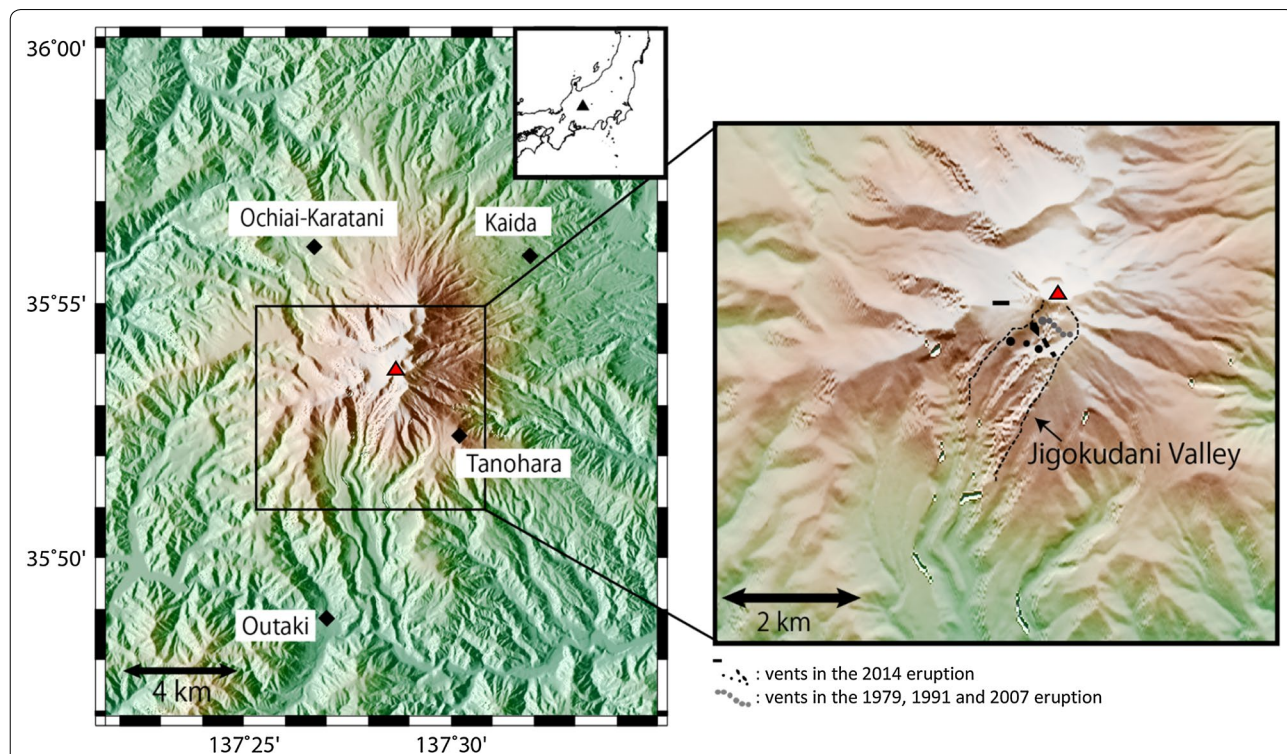 36°00'
35°55'
35°50'
Ochiai-Karatani
Kaida
Tanohara
Outaki
4 km
137°25'
137°30'
Jigokudani Valley
2 km
: vents in the 2014 eruption
: vents in the 1979, 1991 and 2007 eruption